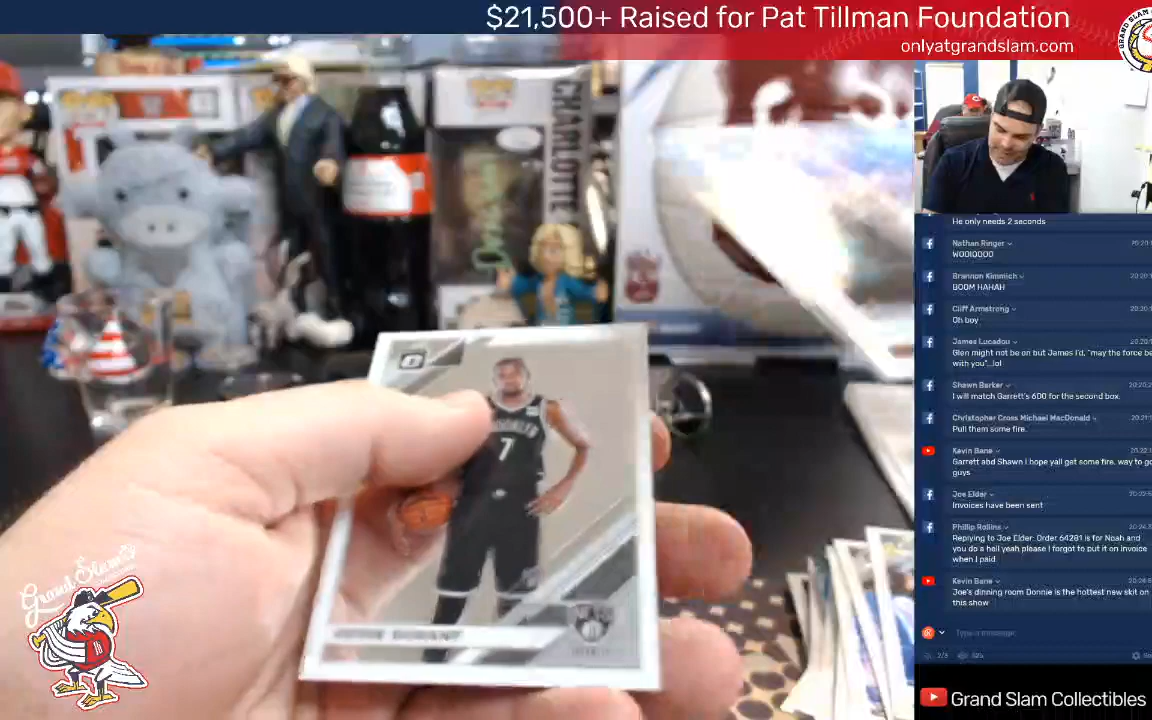 $21,500+ Raised for Pat Tillman Foundation
onlyatgrandslam.com
CHARLOTTE
He only needs 2 seconds
Nathan Ringer
WOOIOOOO
Brannon Kimmich
BOOM HAHAH
Cliff Armstrong
Oh boy
James Lucadou
Glen might not be on but James I'd, "may the force be
with you"...lol
Shawn Barker
I will match Garrett's 600 for the second box.
Christopher Cross Michael MacDonald
Pull them some fire.
Kevin Bane
Garrett abd Shawn I hope yall get some fire. way to go
guys
Joe Elder
Invoices have been sent
Phillip Rollins
Replying to Joe Elder: Order 64281 is for Noah and
you do a hell yeah please I forgot to put it on invoice
when I paid
Kevin Bane
Joe's dinning room Donnie is the hottest new skit on
this show
Type a message
BROOKLYN
7
Grand Slam
Grand Slam Collectibles